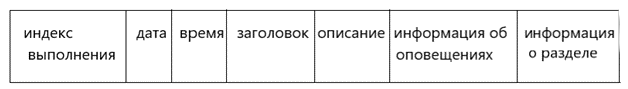 индекс
выполнения
дата
время
заголовок
описание
информация об
оповещениях
информация
о разделе